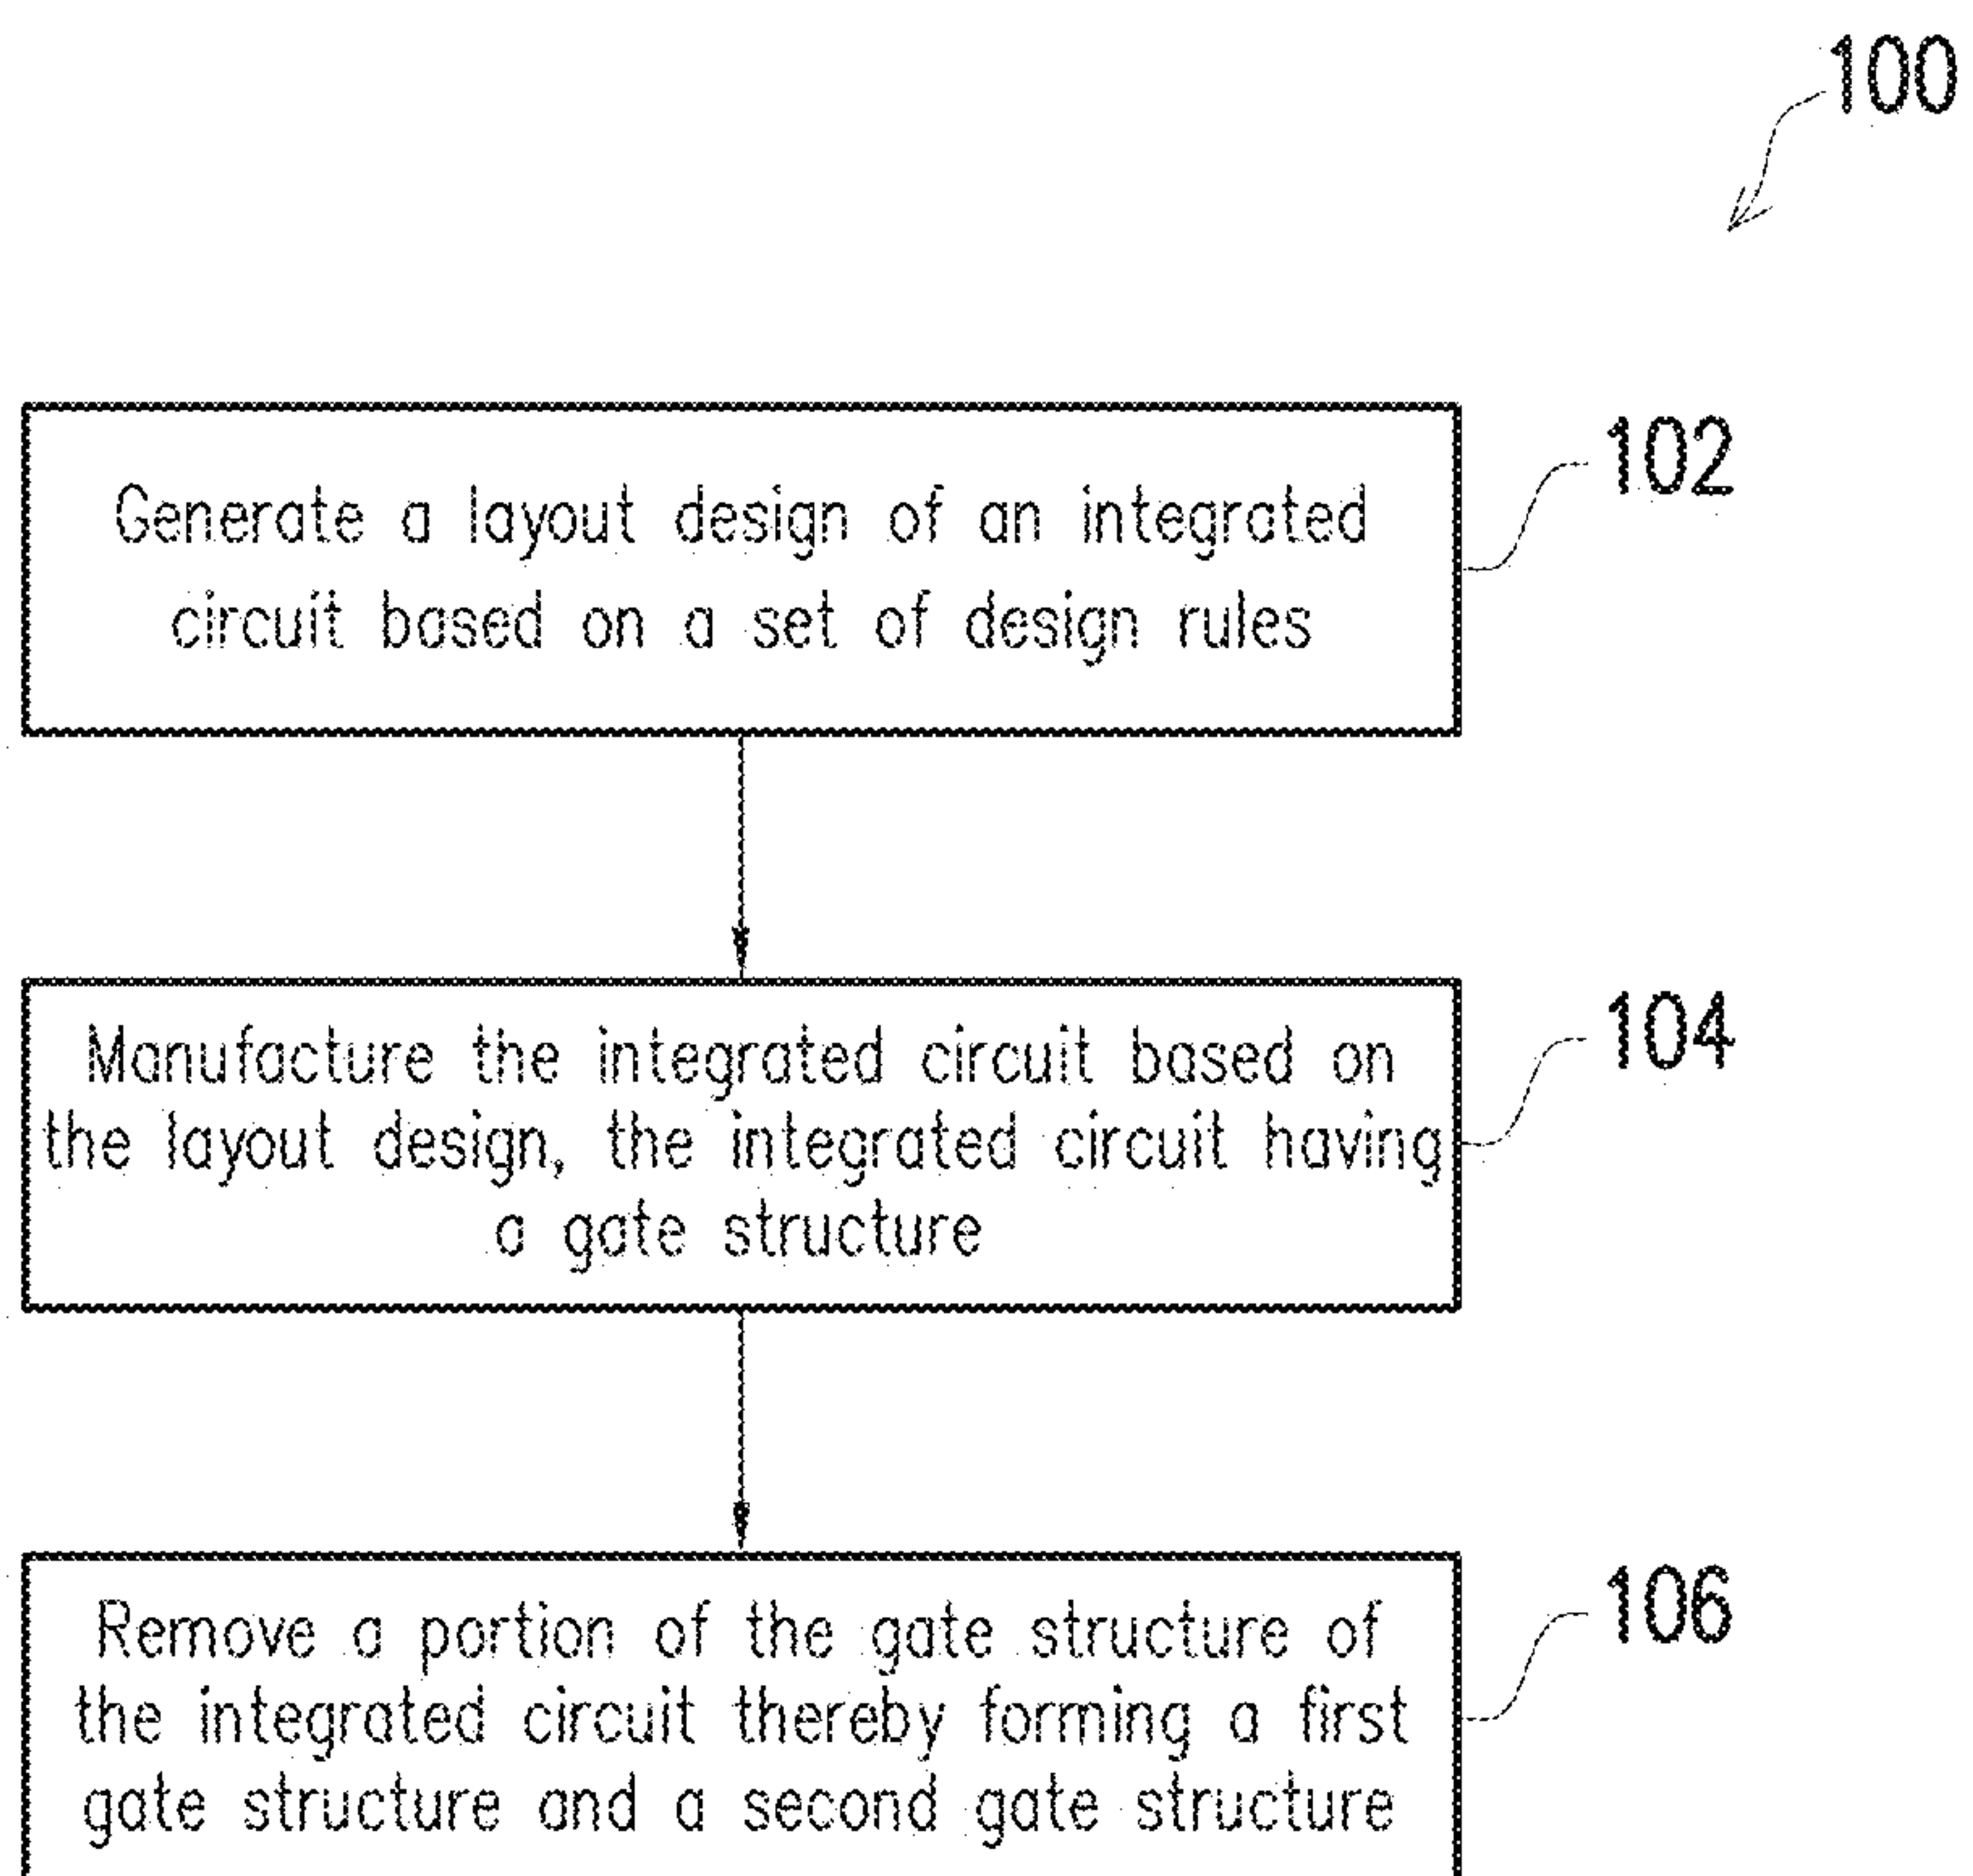 100
Generate a layout design of an integrated
circuit based on a set of design rules
102
Manufacture the integrated circuit based on
the layout design, the integrated circuit having
a gate structure
104
Remove a portion of the gate structure of
the integrated circuit thereby forming a first
gate structure and a second gate structure
106